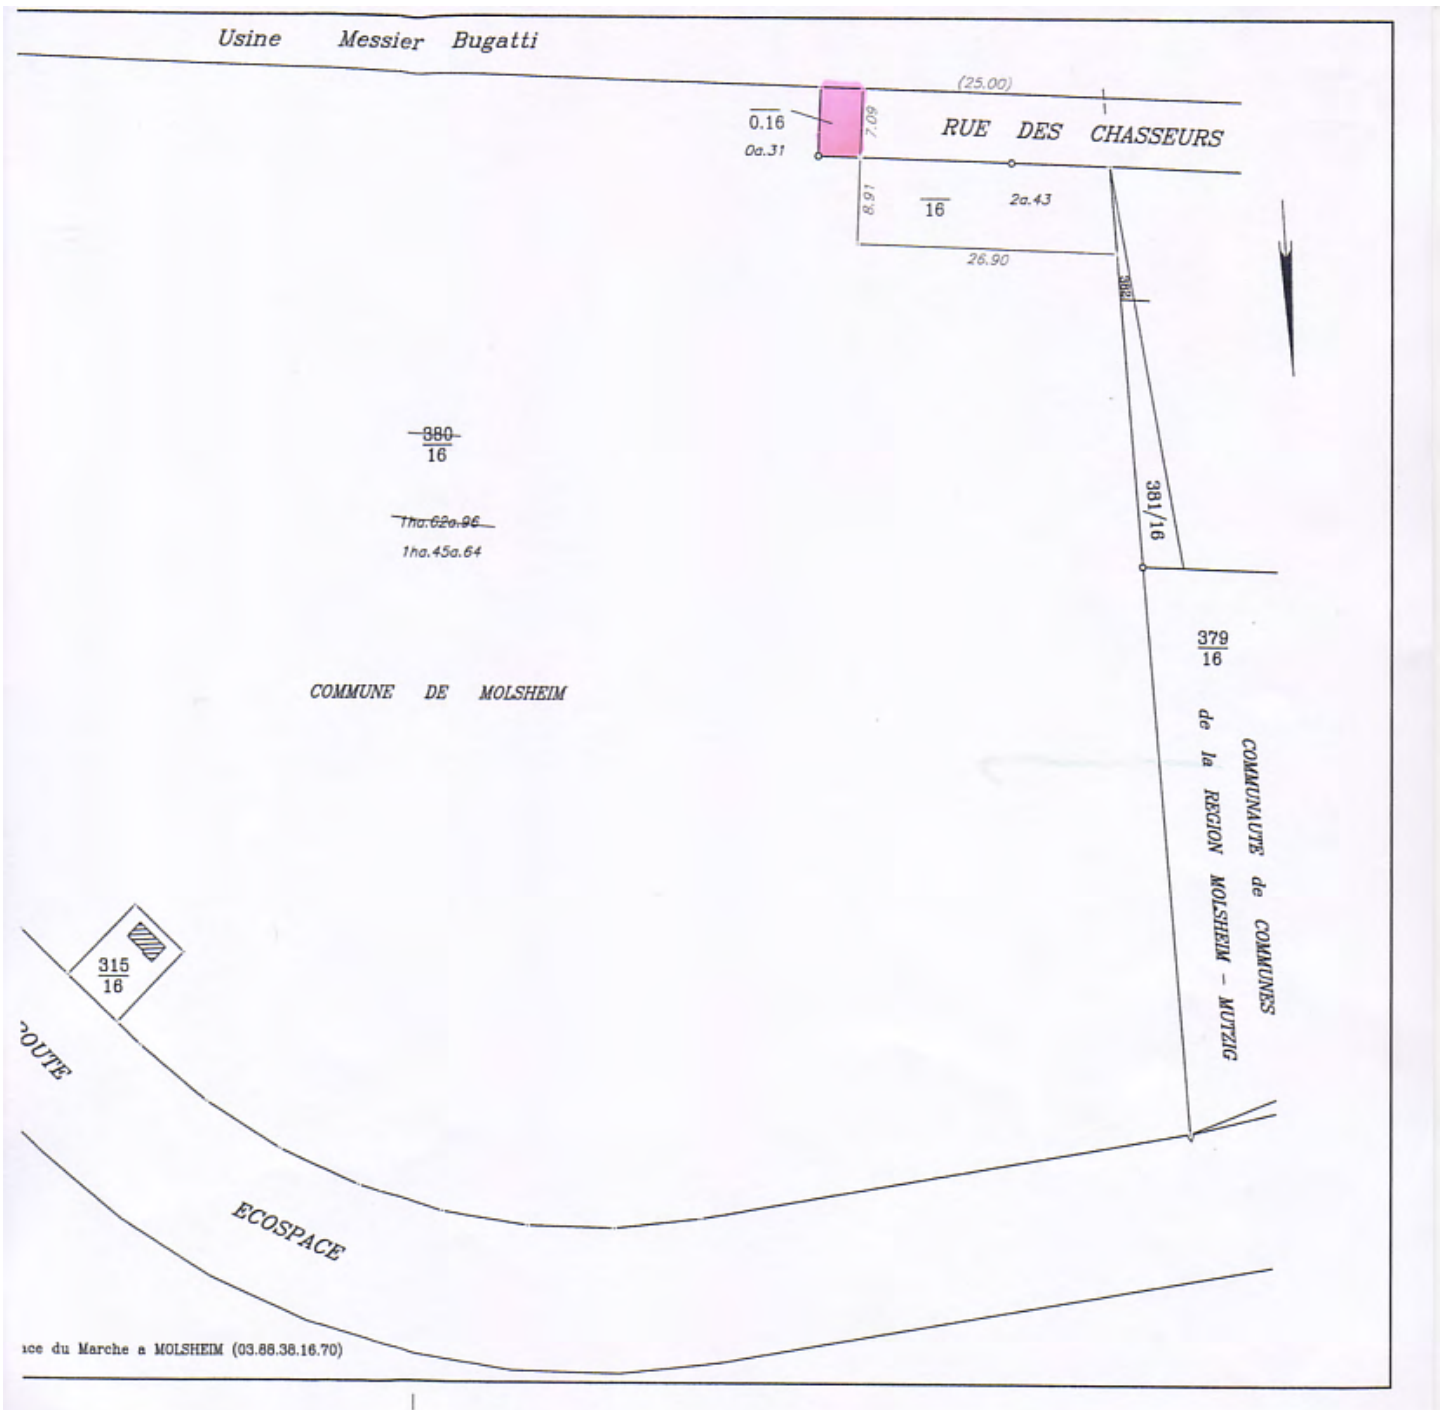 Usine Messier Bugatti
(25.00)
0.16
0a.31
7.09
RUE DES CHASSEURS
8.91
16
2a.43
26.90
382
380
16
1ha.62a.96
1ha.45a.64
381/16
379
16
COMMUNE DE MOLSHEIM
COMMUNAUTE de COMMUNES
de la REGION MOLSHEIM - MUTZIG
315
16
ROUTE
ECOSPACE
ace du Marche a MOLSHEIM (03.88.38.16.70)